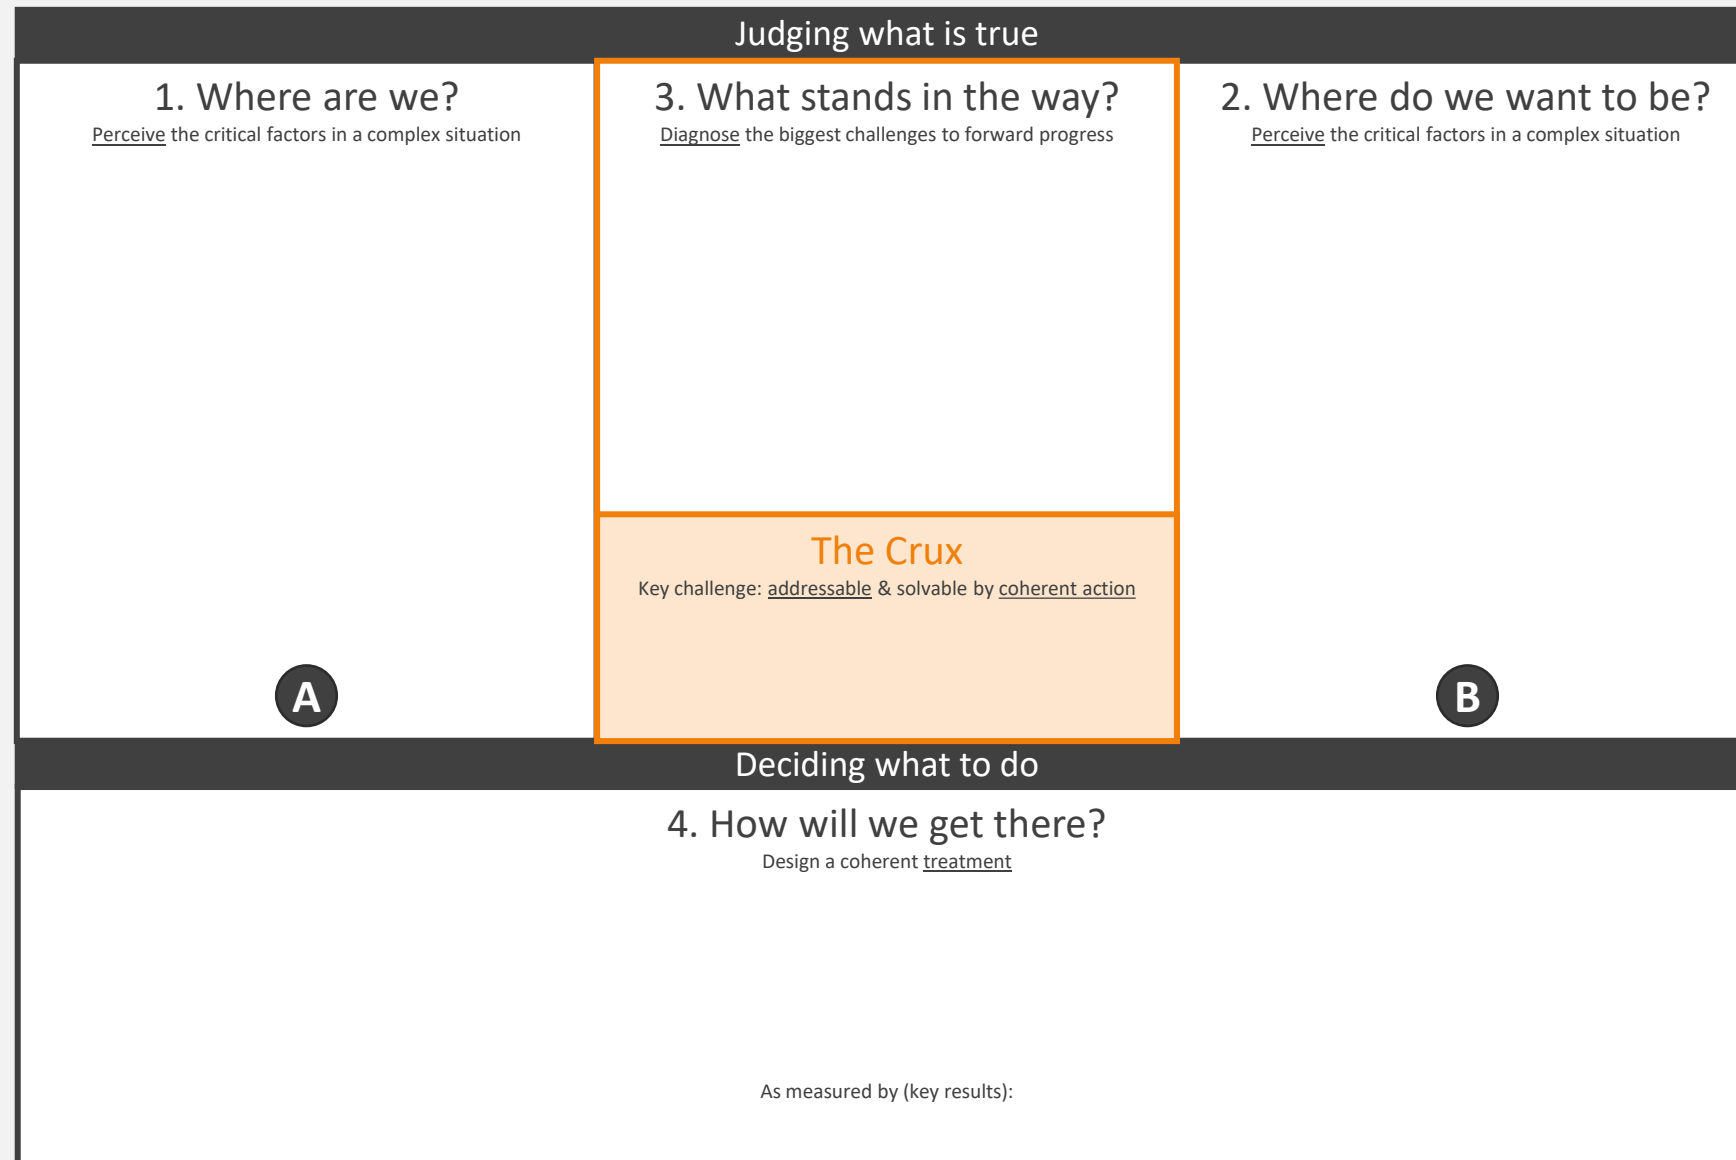 Judging what is true
1. Where are we?
Perceive the critical factors in a complex situation
3. What stands in the way?
Diagnose the biggest challenges to forward progress
2. Where do we want to be?
Perceive the critical factors in a complex situation
The Crux
Key challenge: addressable & solvable by coherent action
A
B
Deciding what to do
4. How will we get there?
Design a coherent treatment
As measured by (key results):